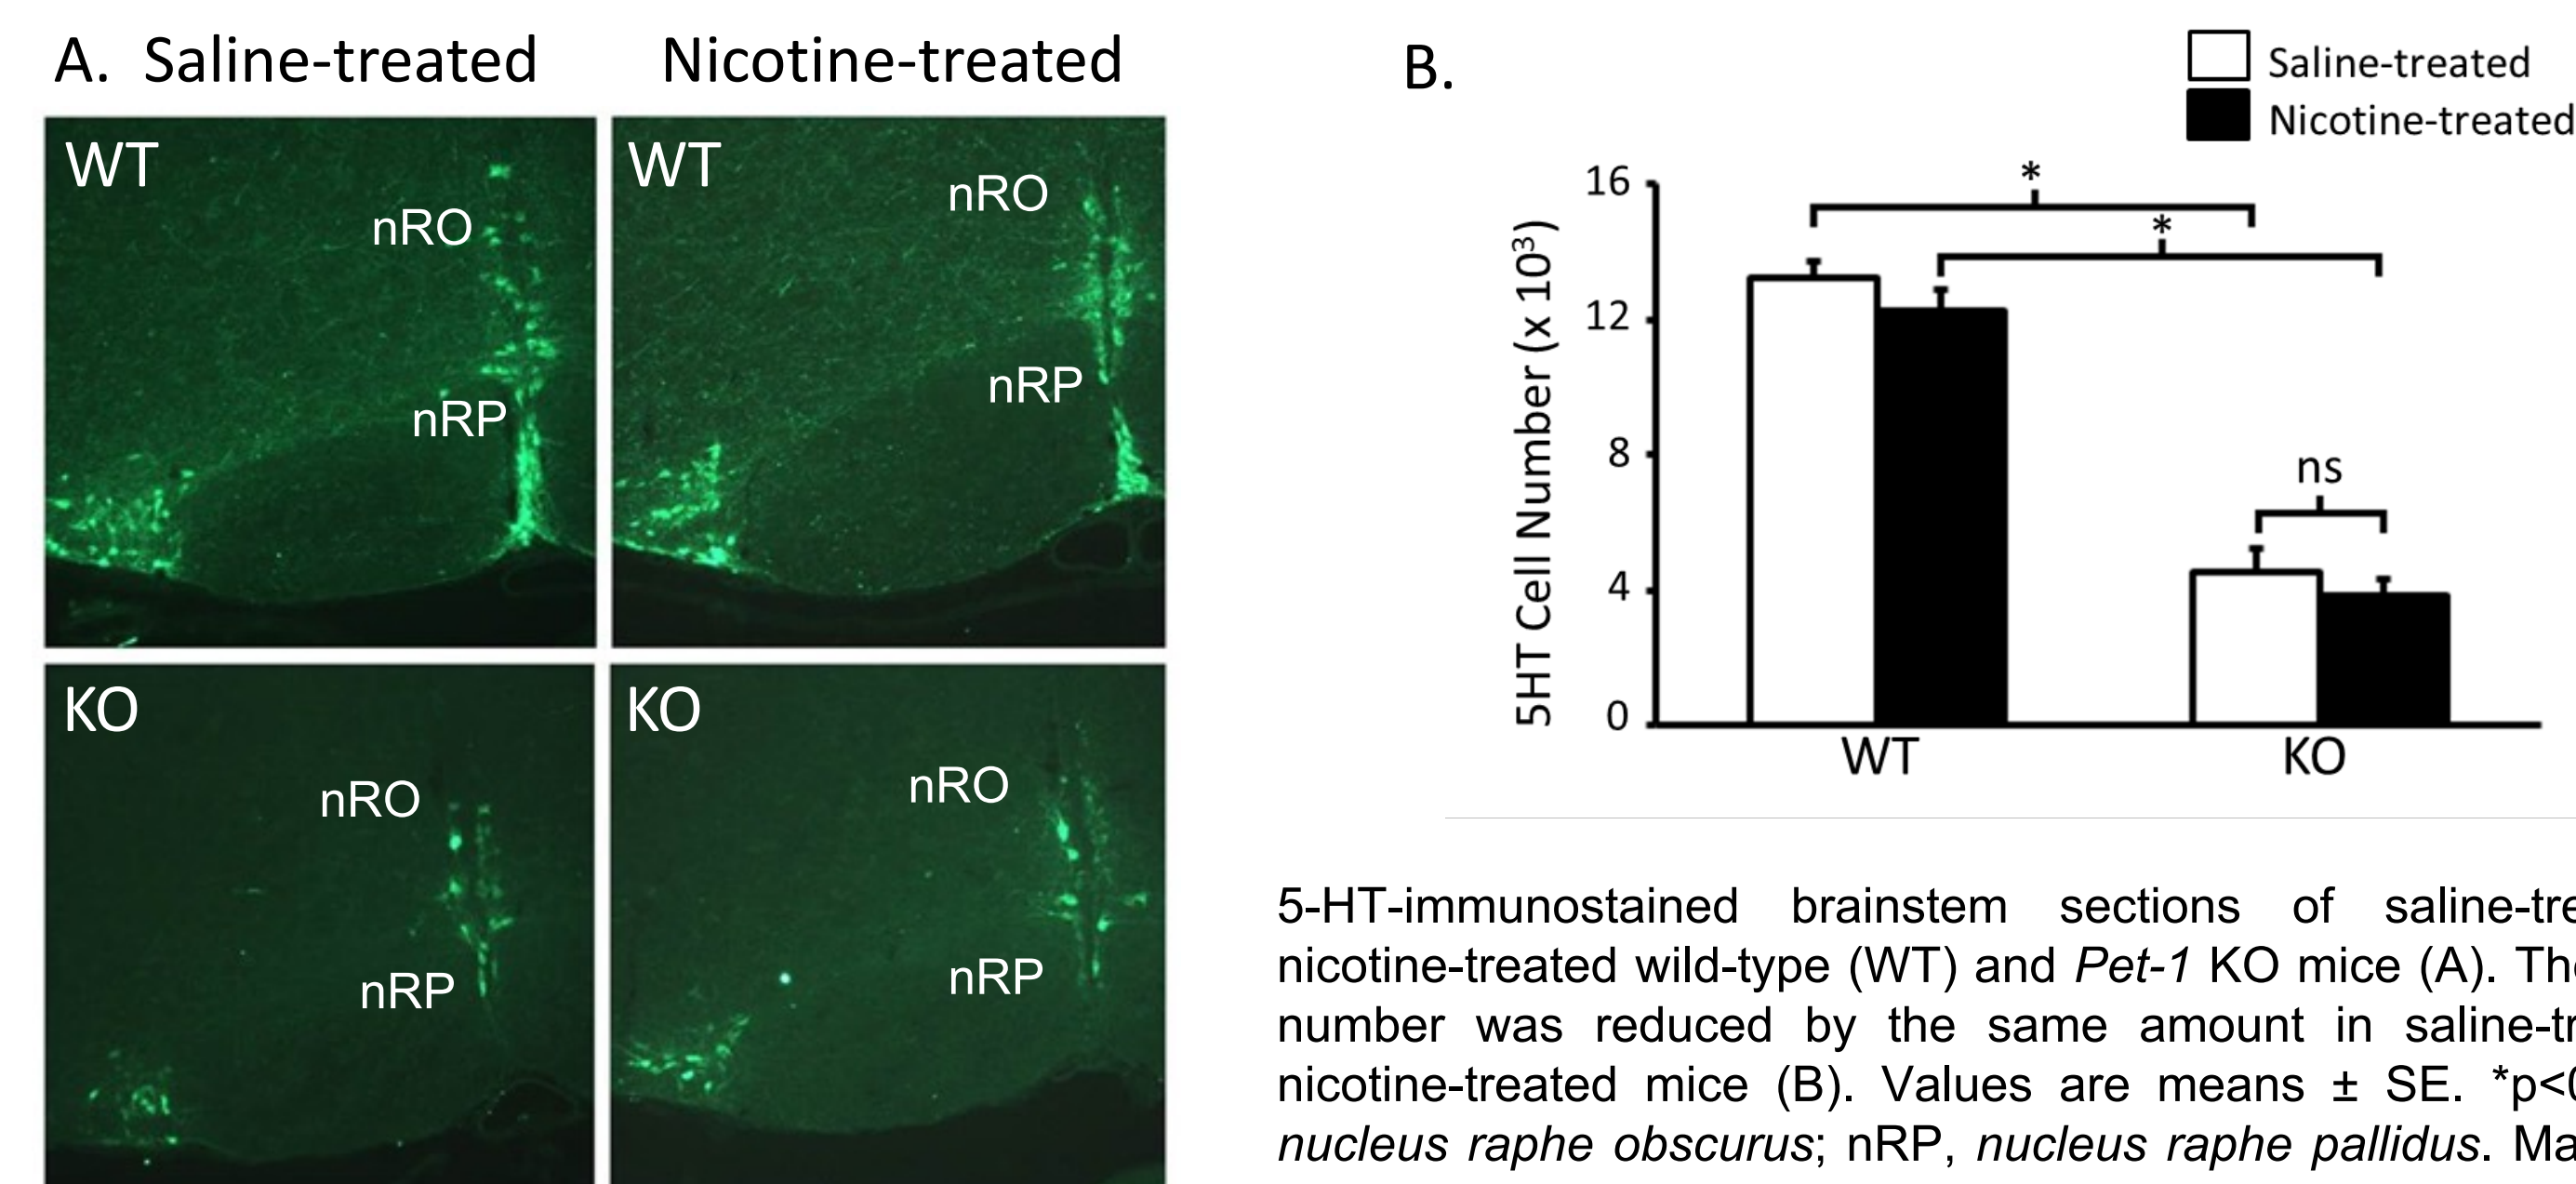 A. Saline-treated Nicotine-treated
WT
nRO
nRP
WT
nRO
nRP
KO
nRO
nRP
KO
nRO
nRP
B.
Saline-treated
Nicotine-treated
5HT Cell Number (x 10³)
16
12
8
4
0
*
*
ns
WT KO
5-HT-immunostained brainstem sections of saline-tre
nicotine-treated wild-type (WT) and Pet-1 KO mice (A). The
number was reduced by the same amount in saline-tr
nicotine-treated mice (B). Values are means ± SE. *p<0
nucleus raphe obscurus; nRP, nucleus raphe pallidus. Ma